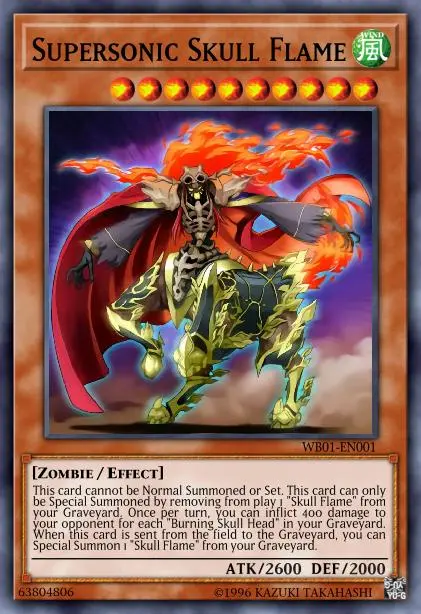 SUPERSONIC SKULL FLAME
WIND
風
WB01-EN001
[ZOMBIE / EFFECT]
This card cannot be Normal Summoned or Set. This card can only
be Special Summoned by removing from play 1 "Skull Flame" from
your Graveyard. Once per turn, you can inflict 400 damage to
your opponent for each "Burning Skull Head" in your Graveyard.
When this card is sent from the field to the Graveyard, you can
Special Summon 1 "Skull Flame" from your Graveyard.
ATK/2600 DEF/2000
63804806
©1996 KAZUKI TAKAHASHI